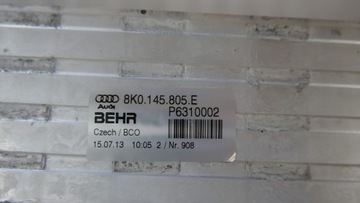 Audi 8K0.145.805.E
BEHR P6310002
Czech / BCO
15.07.13 10:05 2 / Nr. 908